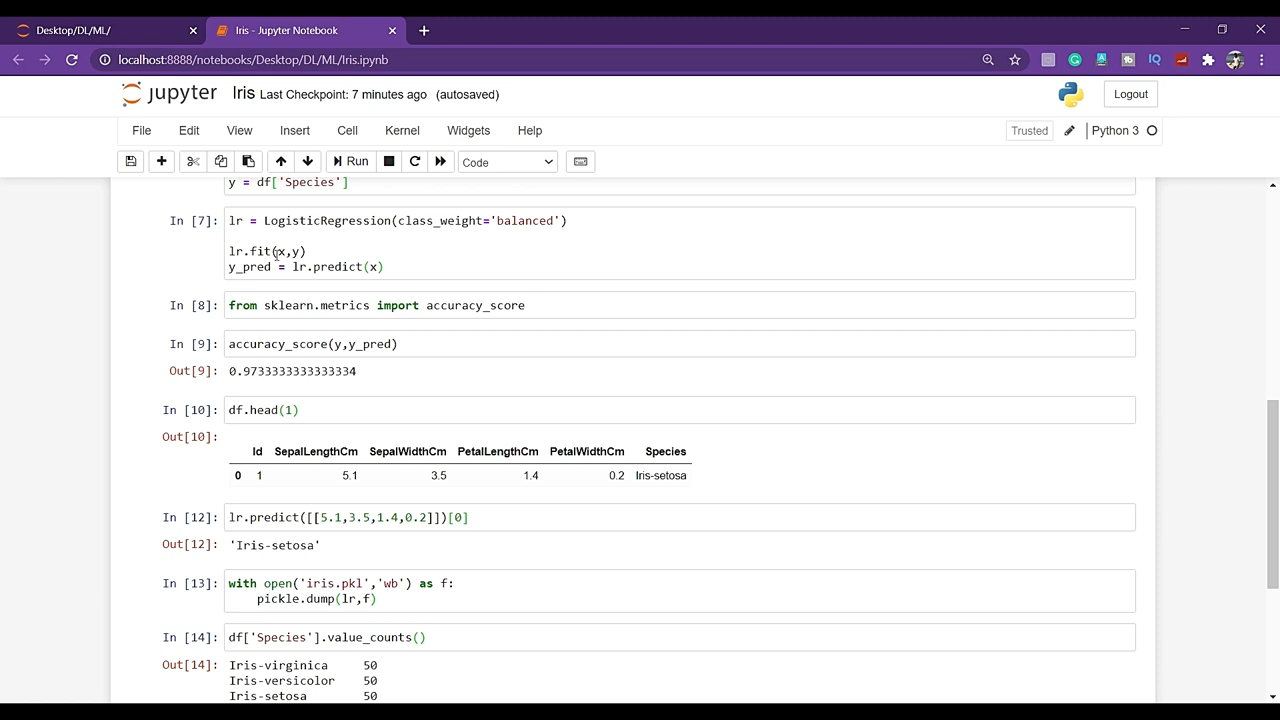 Desktop/DL/ML/
Iris - Jupyter Notebook
localhost:8888/notebooks/Desktop/DL/ML/Iris.ipynb
IQ
jupyter Iris Last Checkpoint: 7 minutes ago (autosaved)
Logout
File Edit View Insert Cell Kernel Widgets Help
Trusted
Python 3
Run
Code
y = df['Species']
In [7]: lr = LogisticRegression(class_weight='balanced')
lr.fit(x,y)
y_pred = lr.predict(x)
In [8]: from sklearn.metrics import accuracy_score
In [9]: accuracy_score(y,y_pred)
Out[9]: 0.9733333333333334
In [10]: df.head(1)
Out[10]:
Id SepalLengthCm SepalWidthCm PetalLengthCm PetalWidthCm Species
0 1 5.1 3.5 1.4 0.2 Iris-setosa
In [12]: lr.predict([[5.1,3.5,1.4,0.2]])[0]
Out[12]: 'Iris-setosa'
In [13]: with open('iris.pkl','wb') as f:
pickle.dump(lr,f)
In [14]: df['Species'].value_counts()
Out[14]: Iris-virginica 50
Iris-versicolor 50
Iris-setosa 50